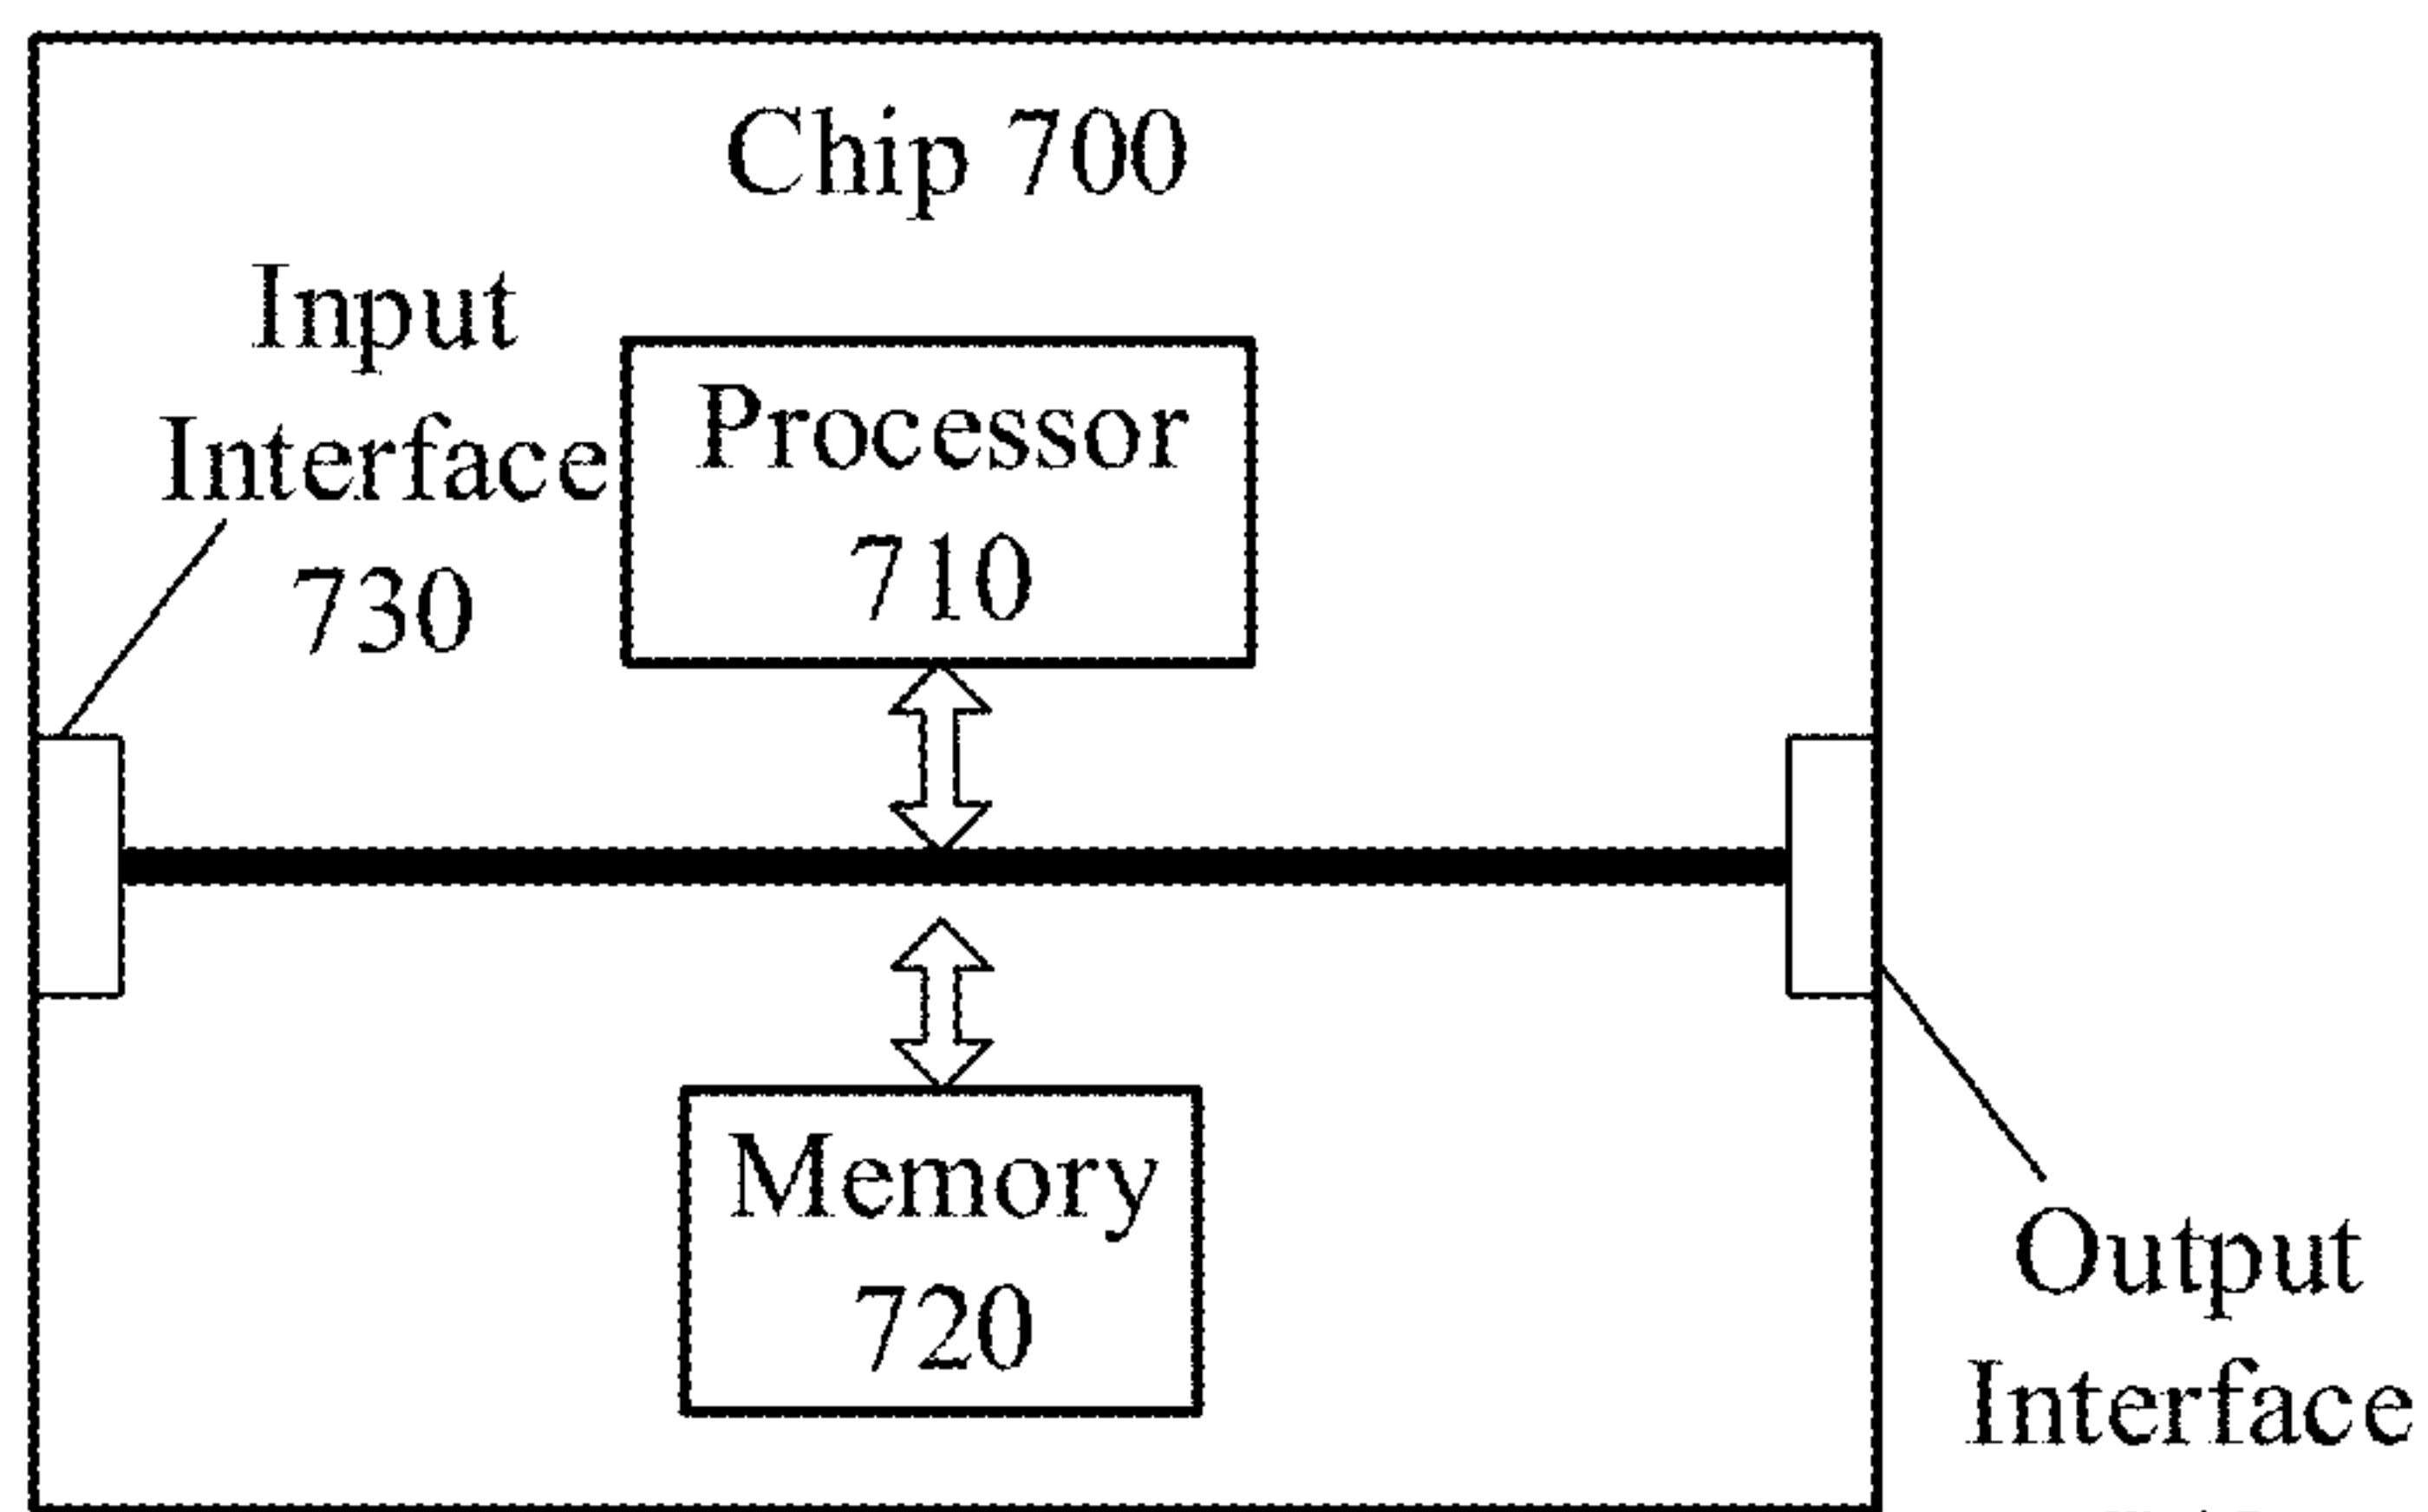 Chip 700
Input
Interface
730
Processor
710
Memory
720
Output
Interface